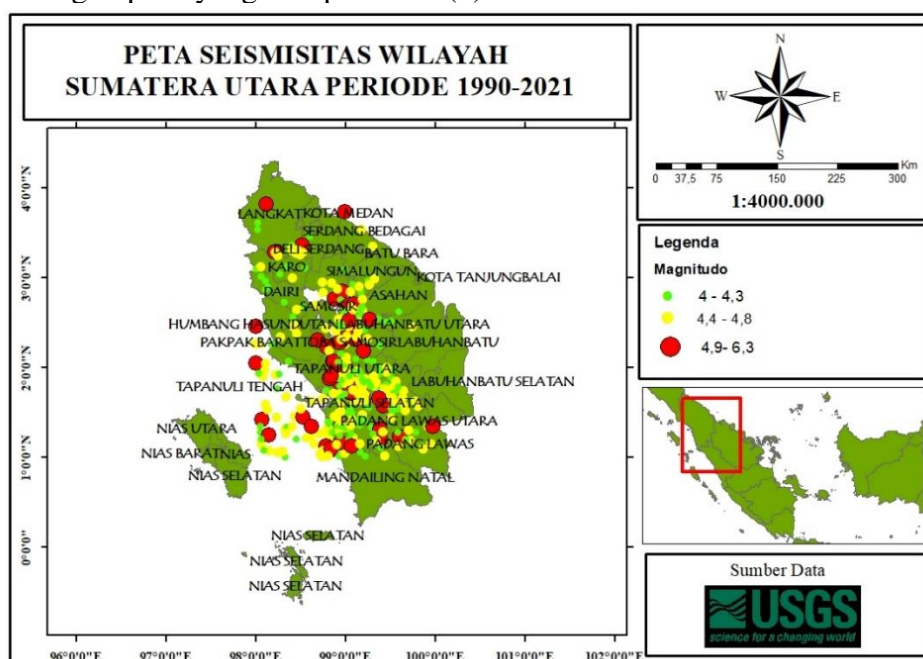 PETA SEISMISITAS WILAYAH
SUMATERA UTARA PERIODE 1990-2021
N
W
E
S
Km
0 37,5 75 150 225 300
1:4000.000
Legenda
Magnitudo
4 - 4,3
4,4 - 4,8
4,9- 6,3
4°0'0"N
3°0'0"N
2°0'0"N
1°0'0"N
0°0'0"
LANGKAT
KOTA MEDAN
SERDANG BEDAGAI
DELI SERDANG
BATU BARA
KARO
SIMALUNGUN
KOTA TANJUNGBALAI
DAIRI
ASAHAN
SAMOSIR
HUMBANG HASUNDUTAN
LABUHANBATU UTARA
PAKPAK BARAT
TOBA SAMOSIR
LABUHANBATU
TAPANULI UTARA
TAPANULI TENGAH
LABUHANBATU SELATAN
TAPANULI SELATAN
NIAS UTARA
PADANG LAWAS UTARA
NIAS BARAT
NIAS
PADANG LAWAS
NIAS SELATAN
MANDAILING NATAL
NIAS SELATAN
NIAS SELATAN
NIAS SELATAN
96°0'0"E 97°0'0"E 98°0'0"E 99°0'0"E 100°0'0"E 101°0'0"E 102°0'0"E
Sumber Data
USGS
science for a changing world